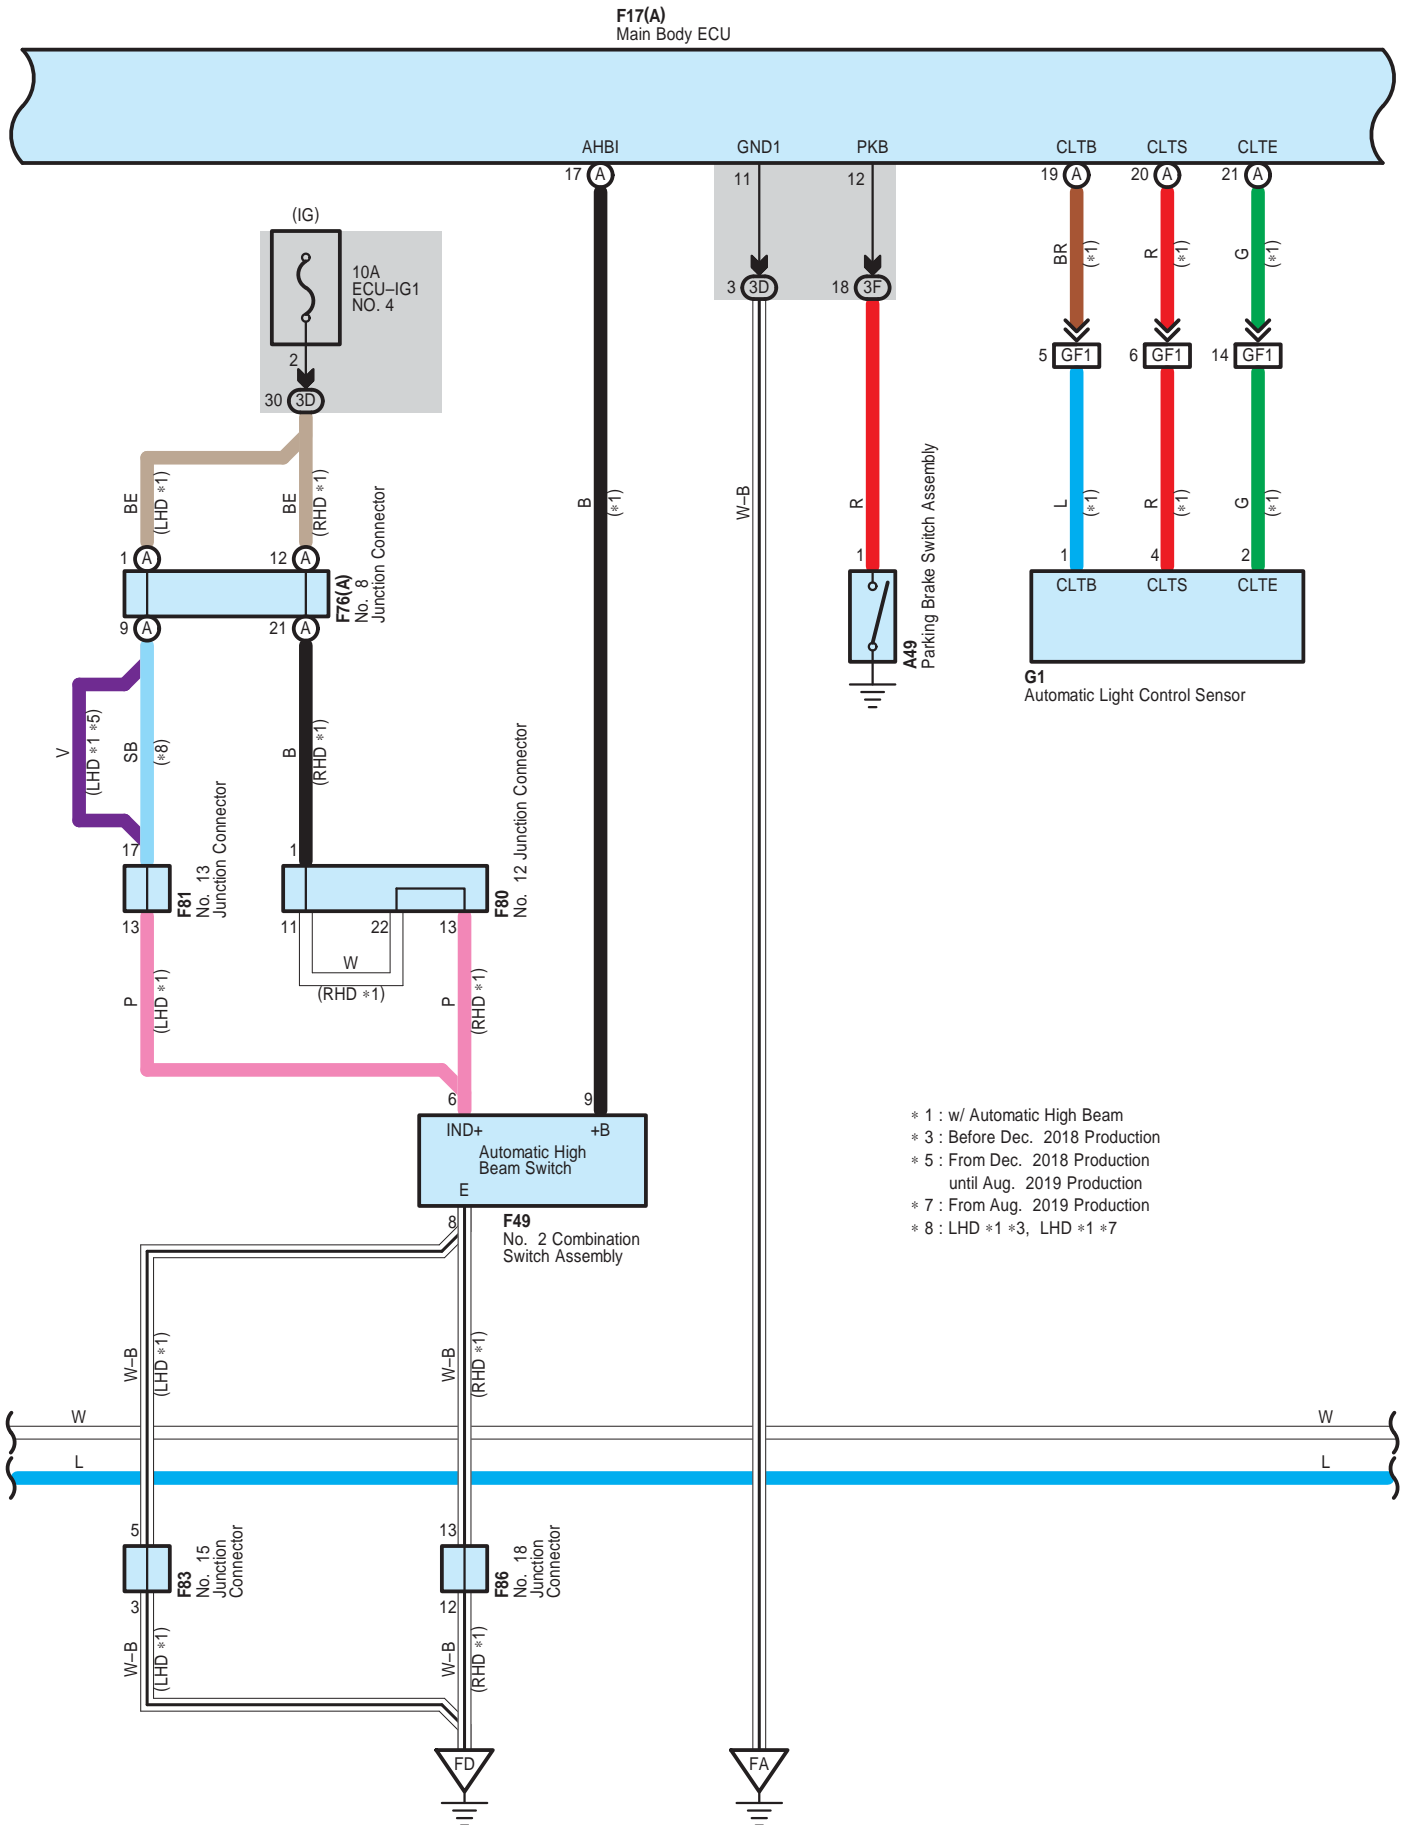 F17(A)
Main Body ECU
AHBI
GND1
PKB
CLTB
CLTS
CLTE
17 A
11
12
19 A
20 A
21 A
(IG)
10A
ECU–IG1
NO. 4
2
30 3D
3 3D
18 3F
BR
(*1)
R
(*1)
G
(*1)
5 GF1
6 GF1
14 GF1
BE
(LHD *1)
BE
(RHD *1)
B
(*1)
W–B
R
L
(*1)
R
(*1)
G
(*1)
1 A
12 A
F76(A)
No. 8
Junction Connector
9 A
21 A
1
A49
Parking Brake Switch Assembly
1
4
2
CLTB
CLTS
CLTE
G1
Automatic Light Control Sensor
V
(LHD *1 *5)
SB
(*8)
B
(RHD *1)
17
1
F81
No. 13
Junction Connector
F80
No. 12 Junction Connector
13
11
22
13
W
(RHD *1)
P
(LHD *1)
P
(RHD *1)
6
9
IND+
+B
Automatic High
Beam Switch
E
8
F49
No. 2 Combination
Switch Assembly
* 1 : w/ Automatic High Beam
* 3 : Before Dec. 2018 Production
* 5 : From Dec. 2018 Production
until Aug. 2019 Production
* 7 : From Aug. 2019 Production
* 8 : LHD *1 *3, LHD *1 *7
W–B
(LHD *1)
W–B
(RHD *1)
W
W
L
L
5
13
F83
No. 15
Junction
Connector
F86
No. 18
Junction
Connector
3
12
W–B
(LHD *1)
W–B
(RHD *1)
FD
FA